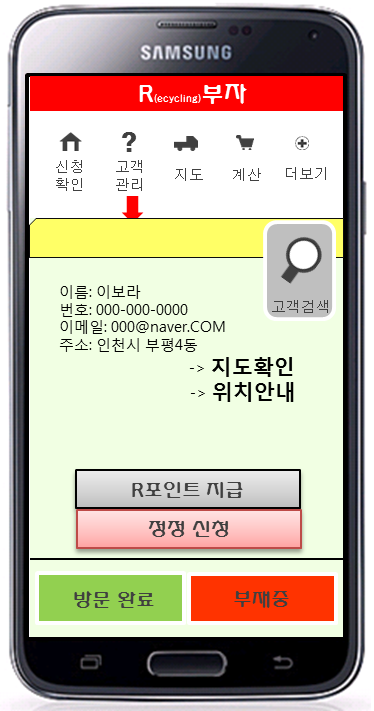 SAMSUNG
R(ecycling)부자
신청 확인
고객 관리
지도
계산
더보기
고객검색
이름: 이보라
번호: 000-000-0000
이메일: 000@naver.COM
주소: 인천시 부평4동
-> 지도확인
-> 위치안내
R포인트 지급
정정 신청
방문 완료
부재중